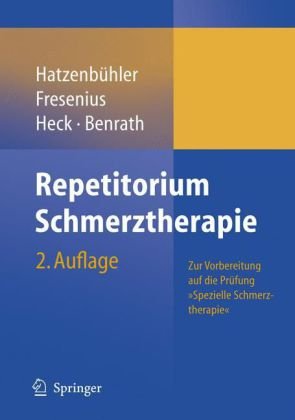 Hatzenbühler
Fresenius
Heck · Benrath
Repetitorium
Schmerztherapie
2. Auflage
Zur Vorbereitung
auf die Prüfung
»Spezielle Schmerz-
therapie«
Springer